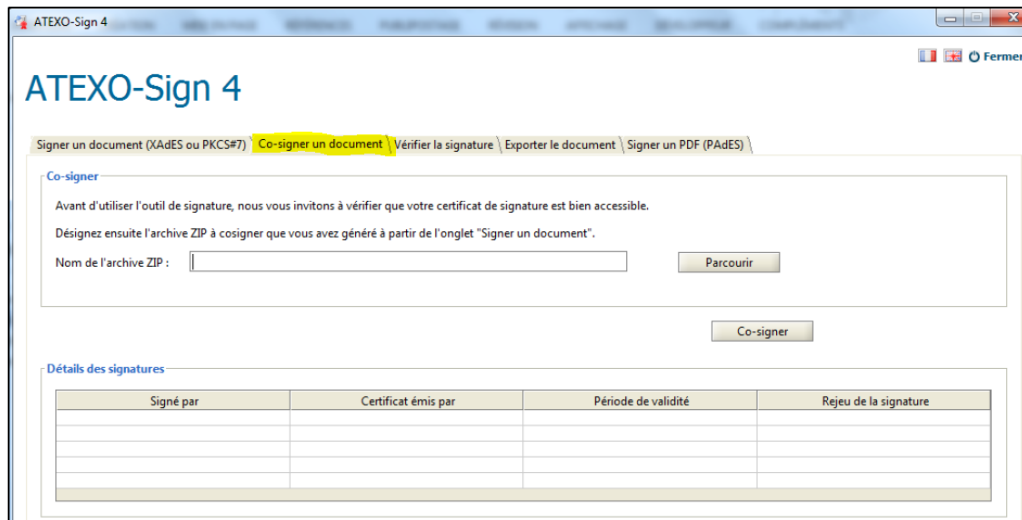 ATEXO-Sign 4
Fermer
ATEXO-Sign 4
Signer un document (XAdES ou PKCS#7) Co-signer un document Vérifier la signature Exporter le document Signer un PDF (PAdES)
Co-signer
Avant d'utiliser l'outil de signature, nous vous invitons à vérifier que votre certificat de signature est bien accessible.
Désignez ensuite l'archive ZIP à cosigner que vous avez généré à partir de l'onglet "Signer un document".
Nom de l'archive ZIP : Parcourir
Co-signer
Détails des signatures
Signé par Certificat émis par Période de validité Rejeu de la signature